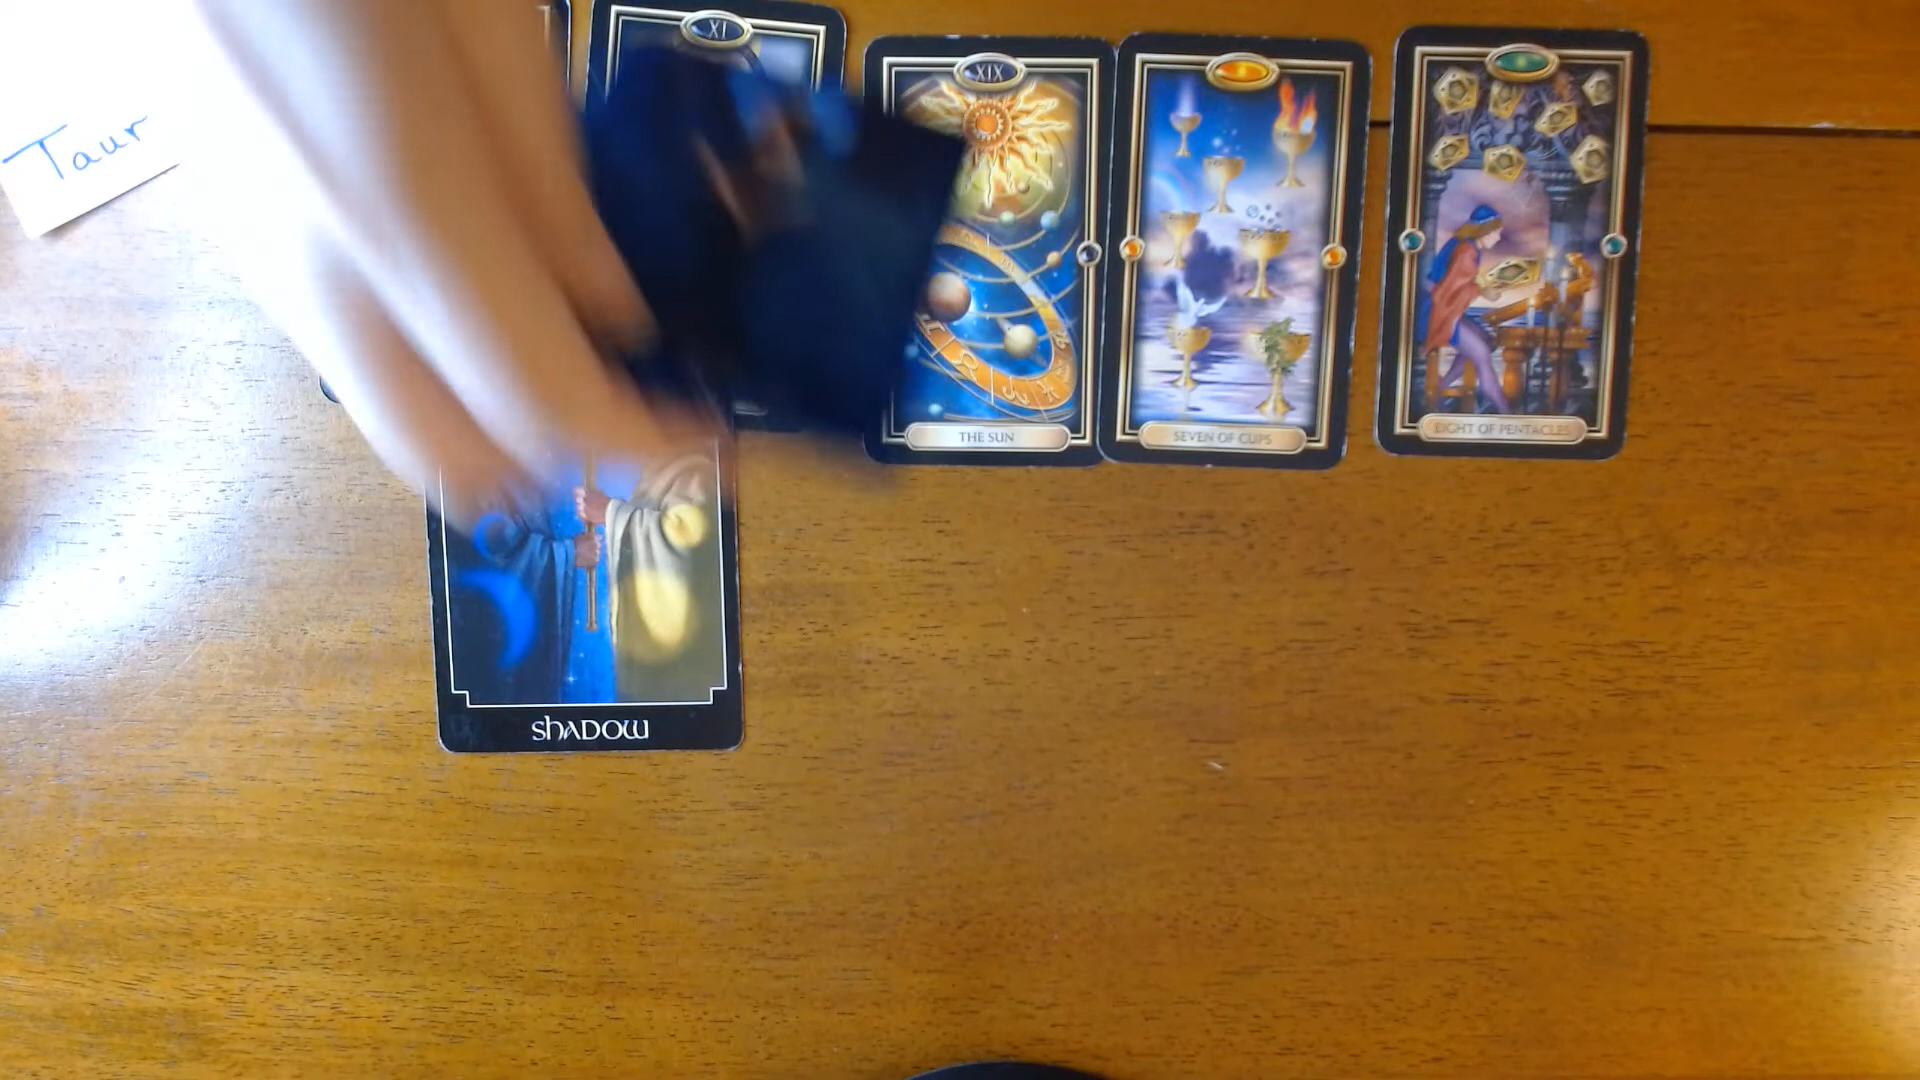 Taur
XI
XIX
THE SUN
SEVEN OF CUPS
EIGHT OF PENTACLES
shadow